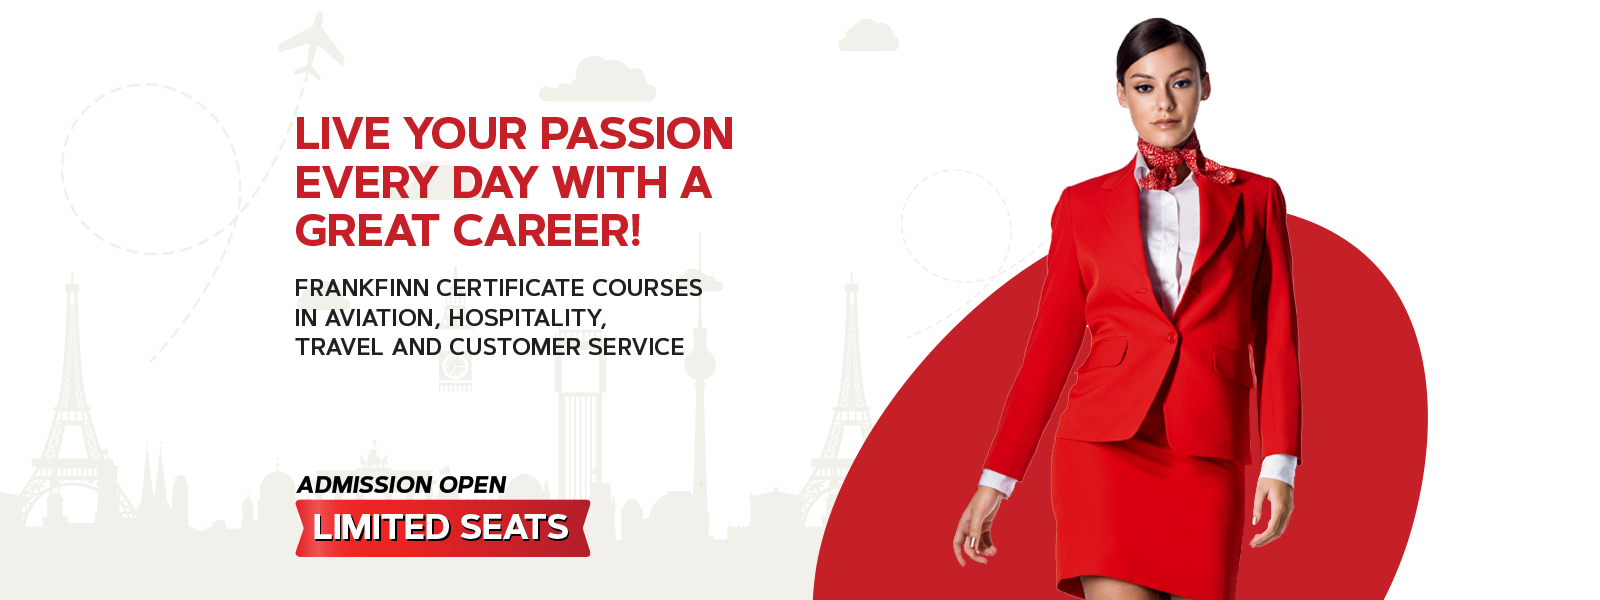 LIVE YOUR PASSION
EVERY DAY WITH A
GREAT CAREER!
FRANKFINN CERTIFICATE COURSES
IN AVIATION, HOSPITALITY,
TRAVEL AND CUSTOMER SERVICE
ADMISSION OPEN
LIMITED SEATS